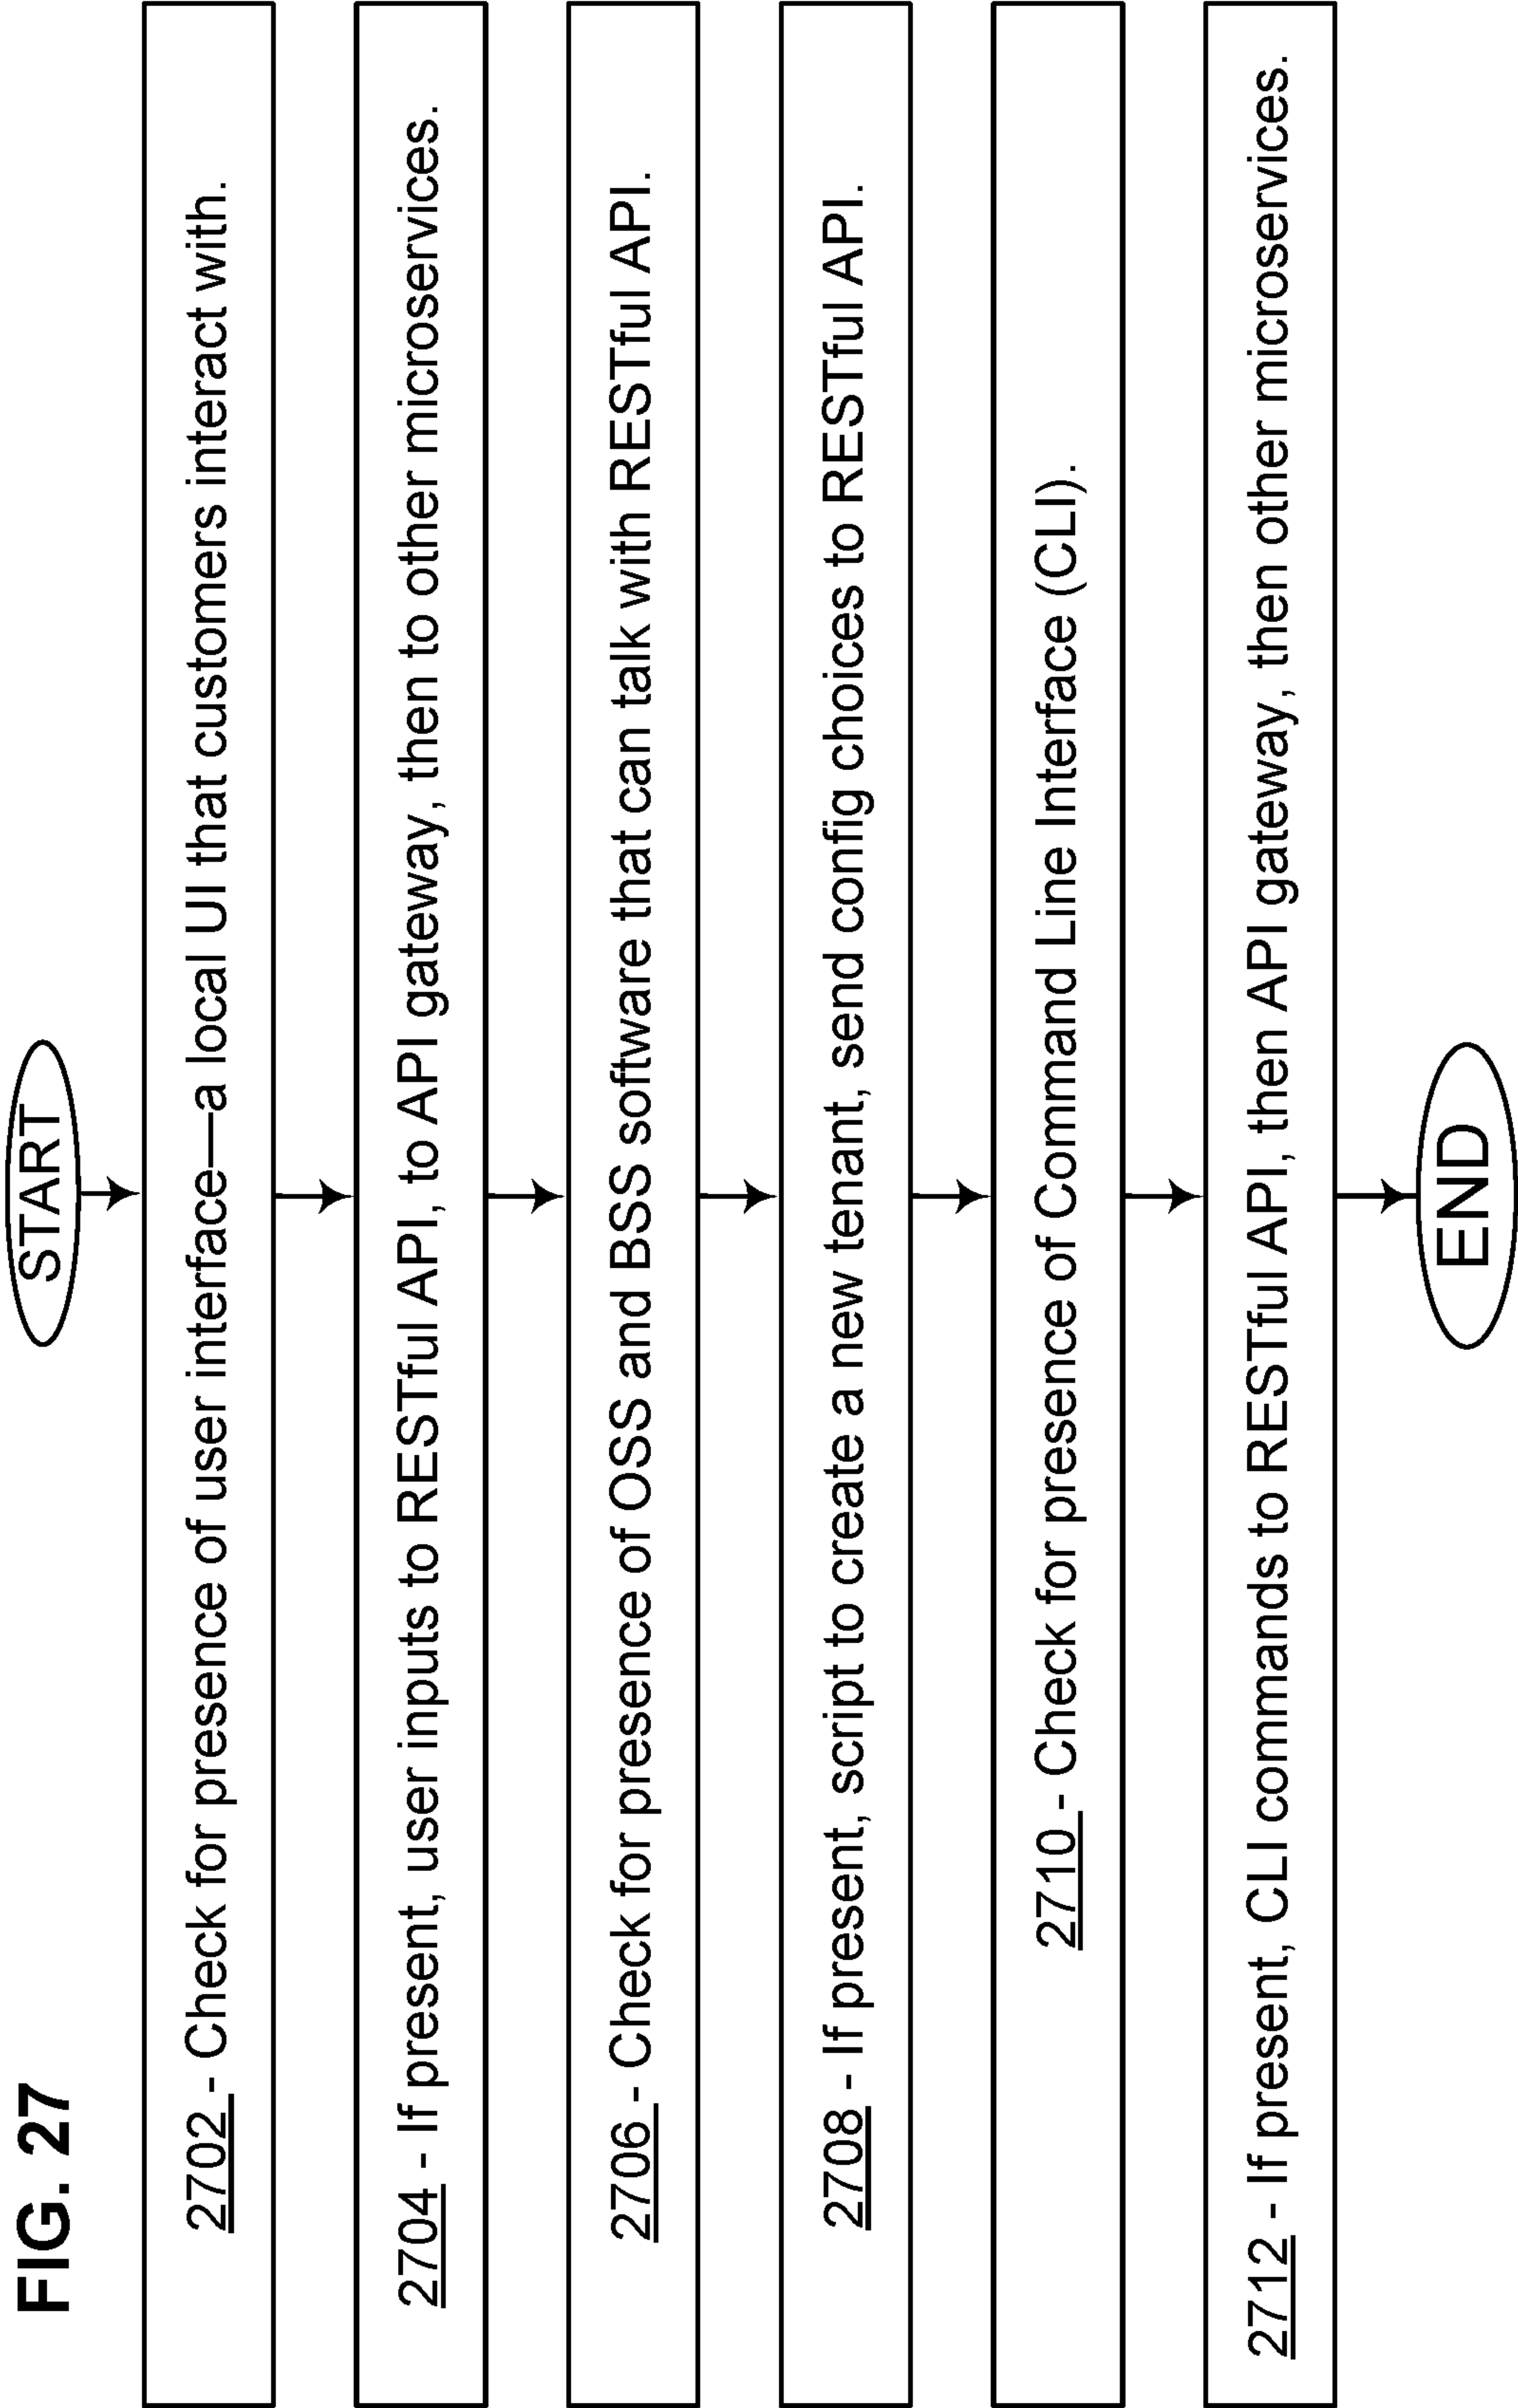 FIG. 27
START
2702 - Check for presence of user interface—a local UI that customers interact with.
2704 - If present, user inputs to RESTful API, to API gateway, then to other microservices.
2706 - Check for presence of OSS and BSS software that can talk with RESTful API.
2708 - If present, script to create a new tenant, send config choices to RESTful API.
2710 - Check for presence of Command Line Interface (CLI).
2712 - If present, CLI commands to RESTful API, then API gateway, then other microservices.
END